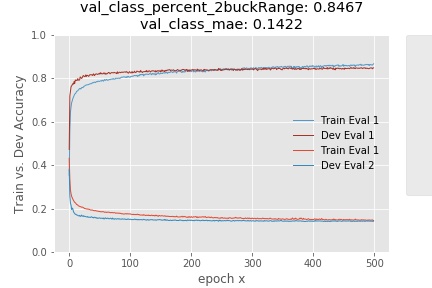 val_class_percent_2buckRange: 0.8467
val_class_mae: 0.1422
Train vs. Dev Accuracy
1.0
0.8
0.6
0.4
0.2
0.0
Train Eval 1
Dev Eval 1
Train Eval 1
Dev Eval 2
0
100
200
300
400
500
epoch x